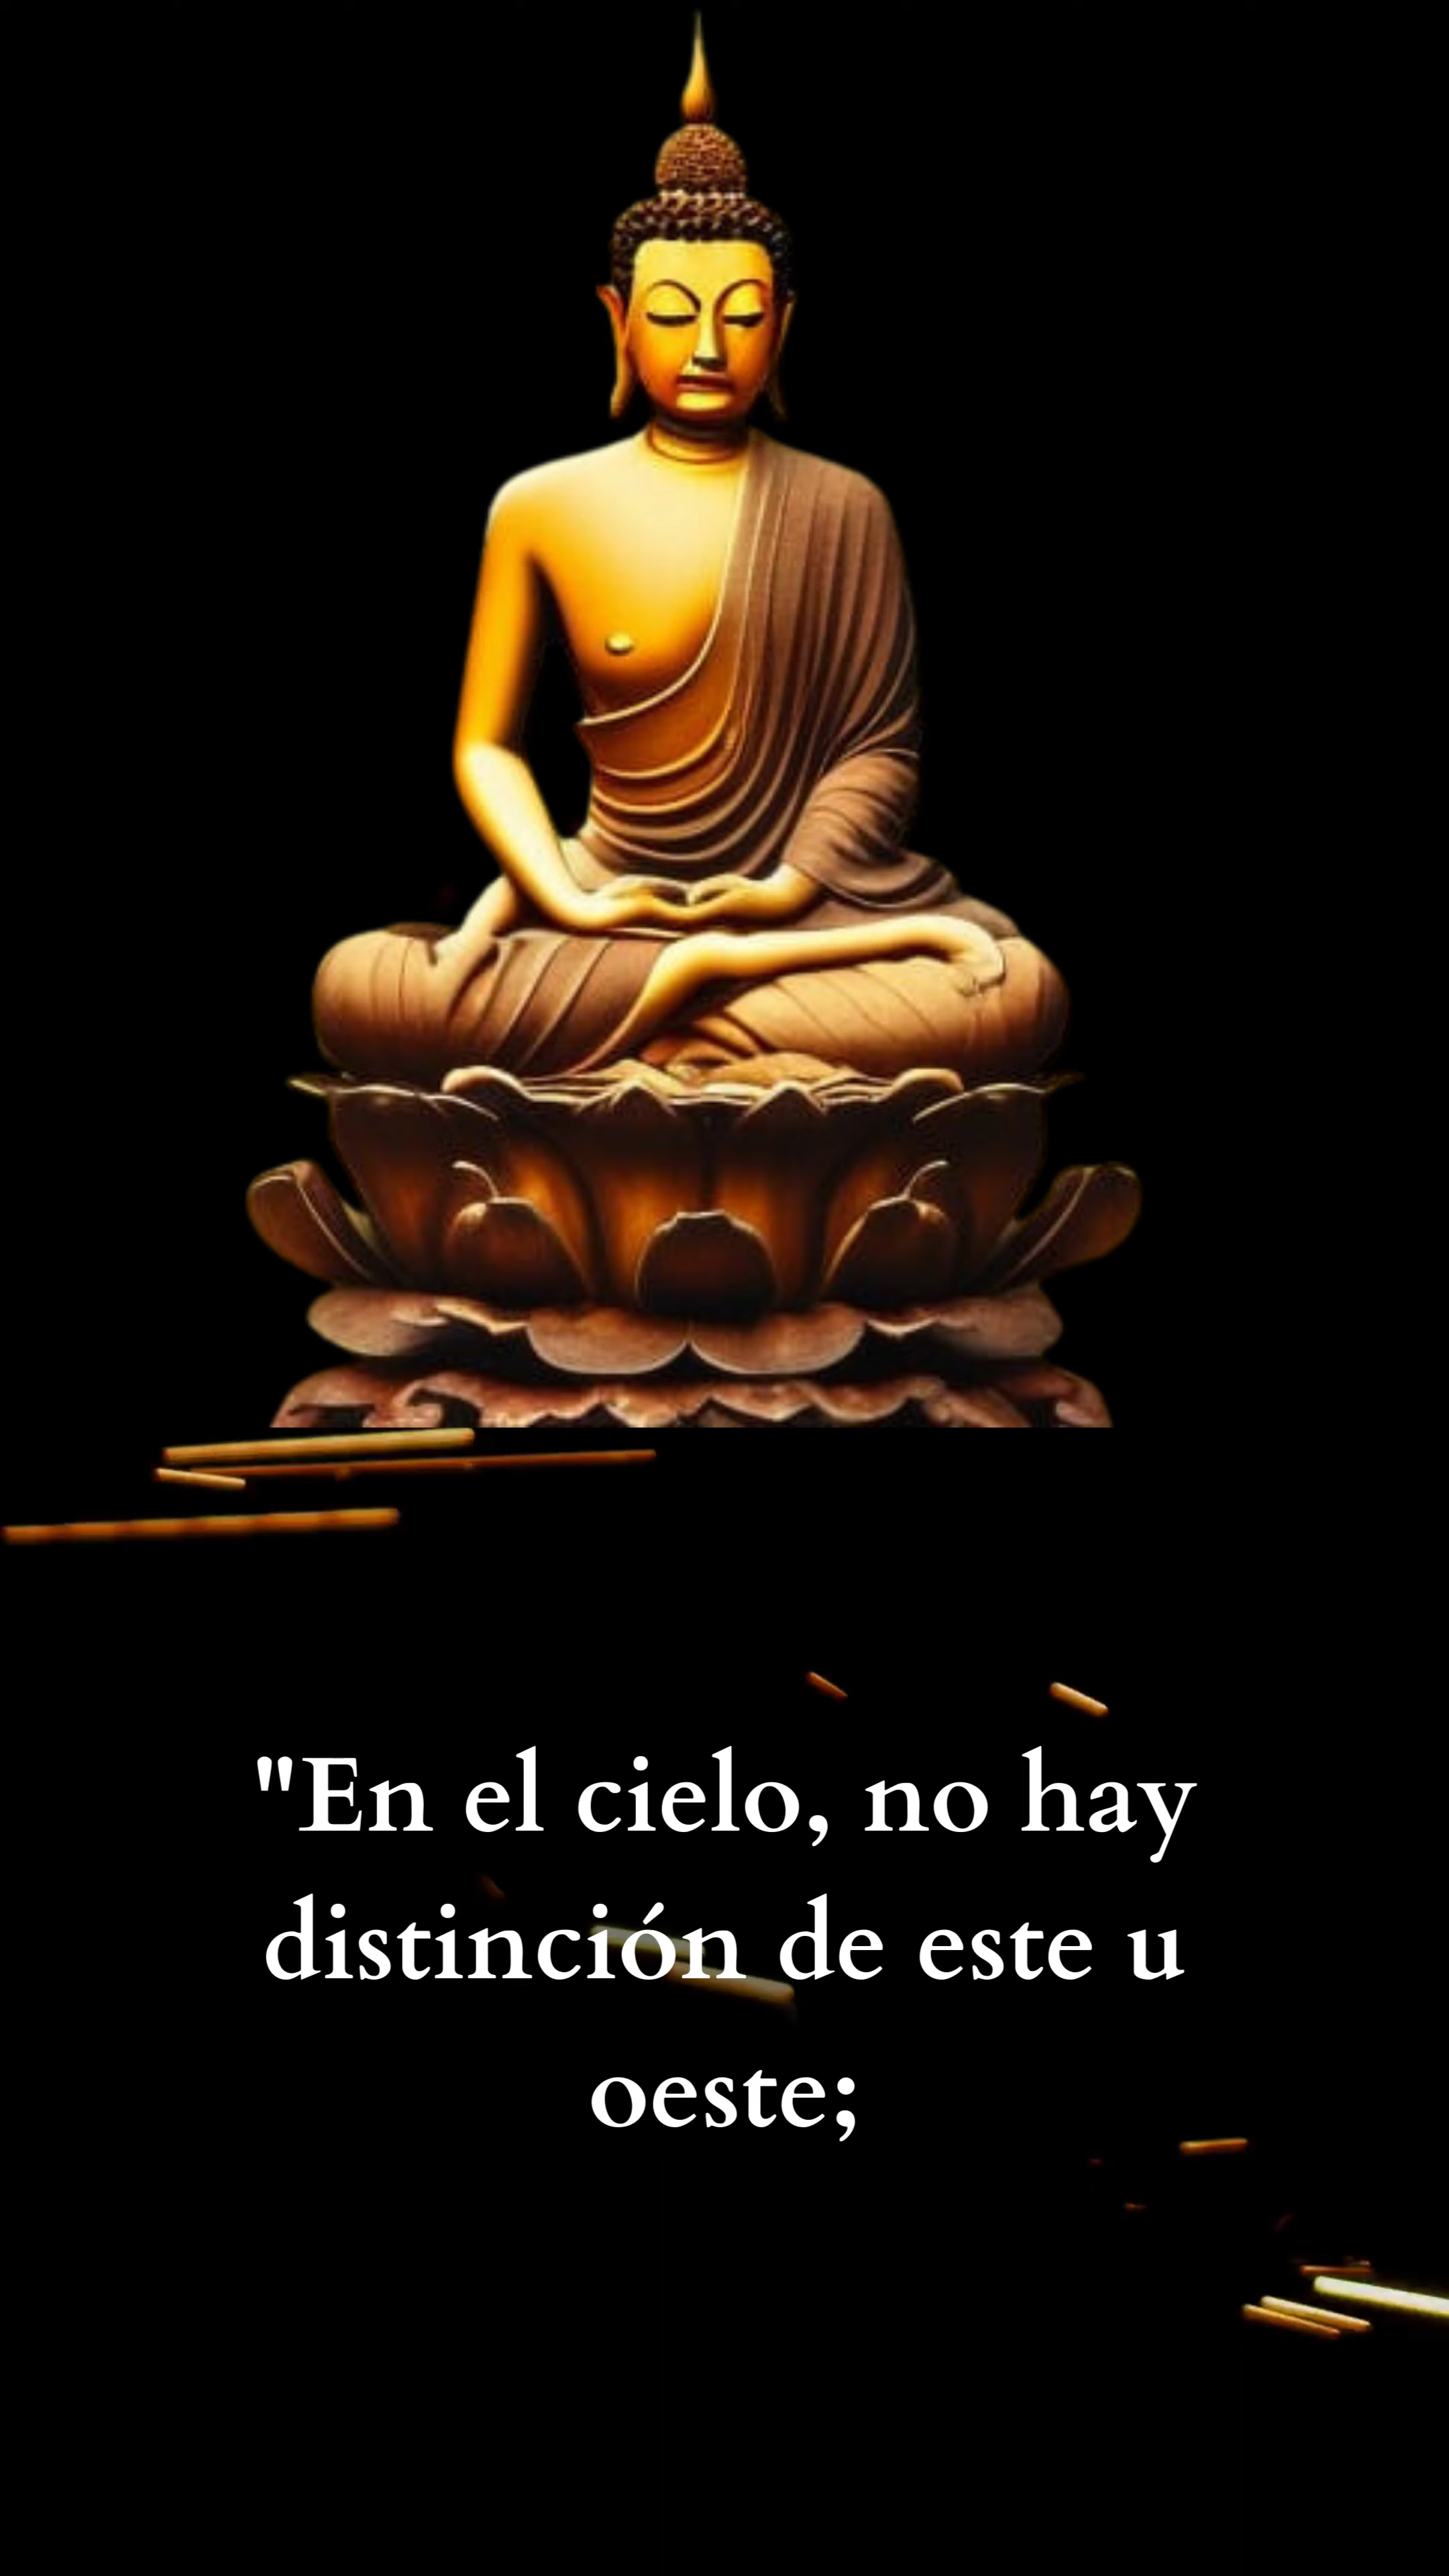 "En el cielo, no hay
distinción de este u
oeste;